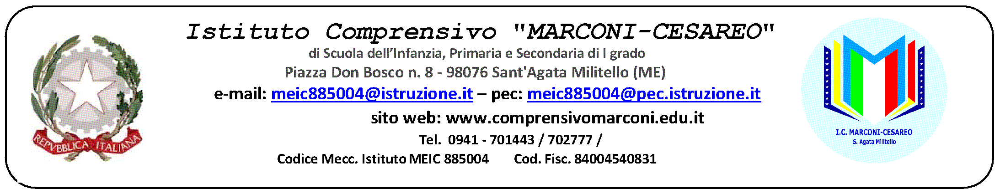 Istituto Comprensivo "MARCONI-CESAREO"
di Scuola dell’Infanzia, Primaria e Secondaria di I grado
Piazza Don Bosco n. 8 - 98076 Sant'Agata Militello (ME)
e-mail: meic885004@istruzione.it – pec: meic885004@pec.istruzione.it
sito web: www.comprensivomarconi.edu.it
Tel. 0941 - 701443 / 702777 /
Codice Mecc. Istituto MEIC 885004 Cod. Fisc. 84004540831
REPVBBLICA ITALIANA
I.C. MARCONI-CESAREO
S. Agata Militello